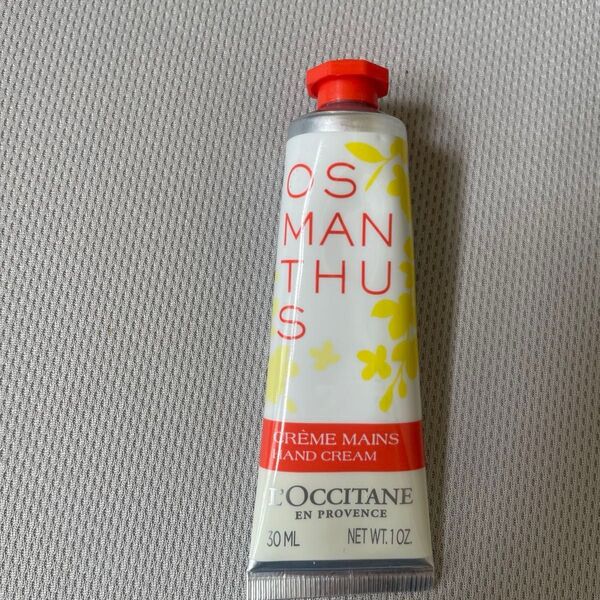 OS
MAN
THU
S
CRÈME MAINS
HAND CREAM
L'OCCITANE
EN PROVENCE
30 ML NET WT. 1 OZ.